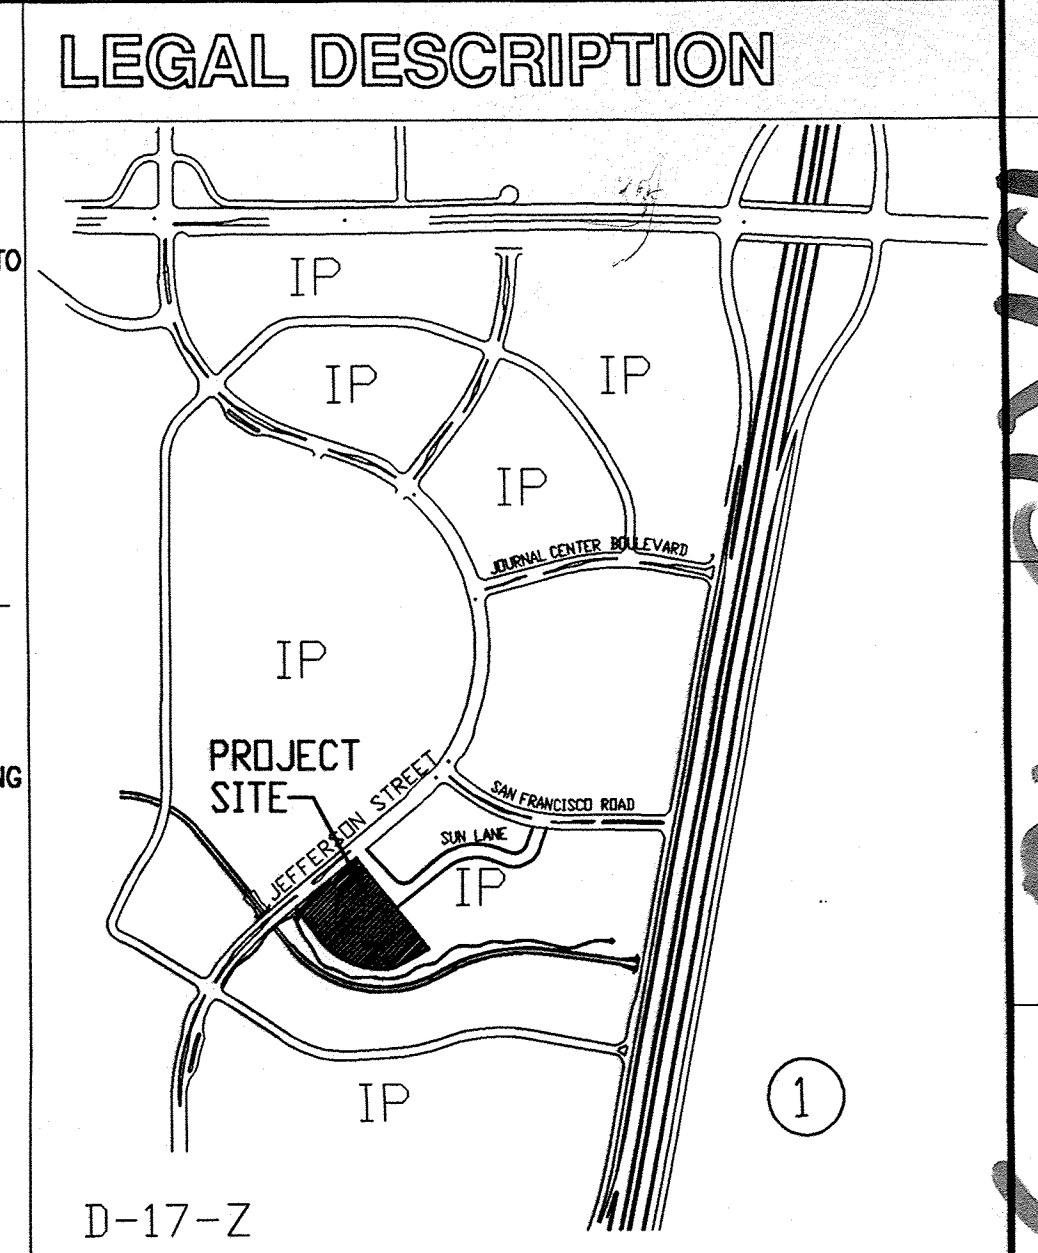 LEGAL DESCRIPTION
TO
IP
IP
IP
IP
JOURNAL CENTER BOULEVARD
IP
PROJECT
SITE
NG
JEFFERSON STREET
SAN FRANCISCO ROAD
SUN LANE
IP
IP
1
D-17-Z